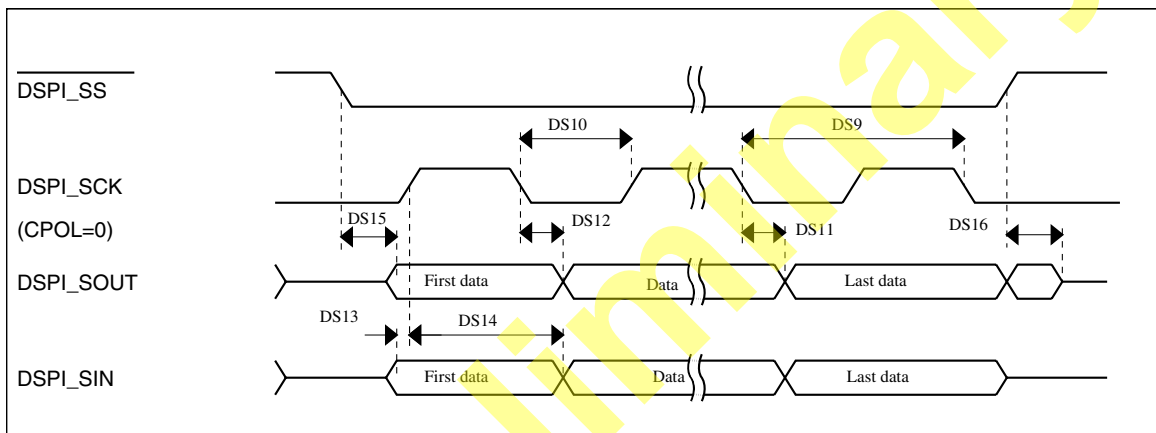 DSPI_SS
DS10
DS9
DSPI_SCK
DS15
DS12
DS11
DS16
(CPOL=0)
DSPI_SOUT
First data
Data
Last data
DS13
DS14
DSPI_SIN
First data
Data
Last data